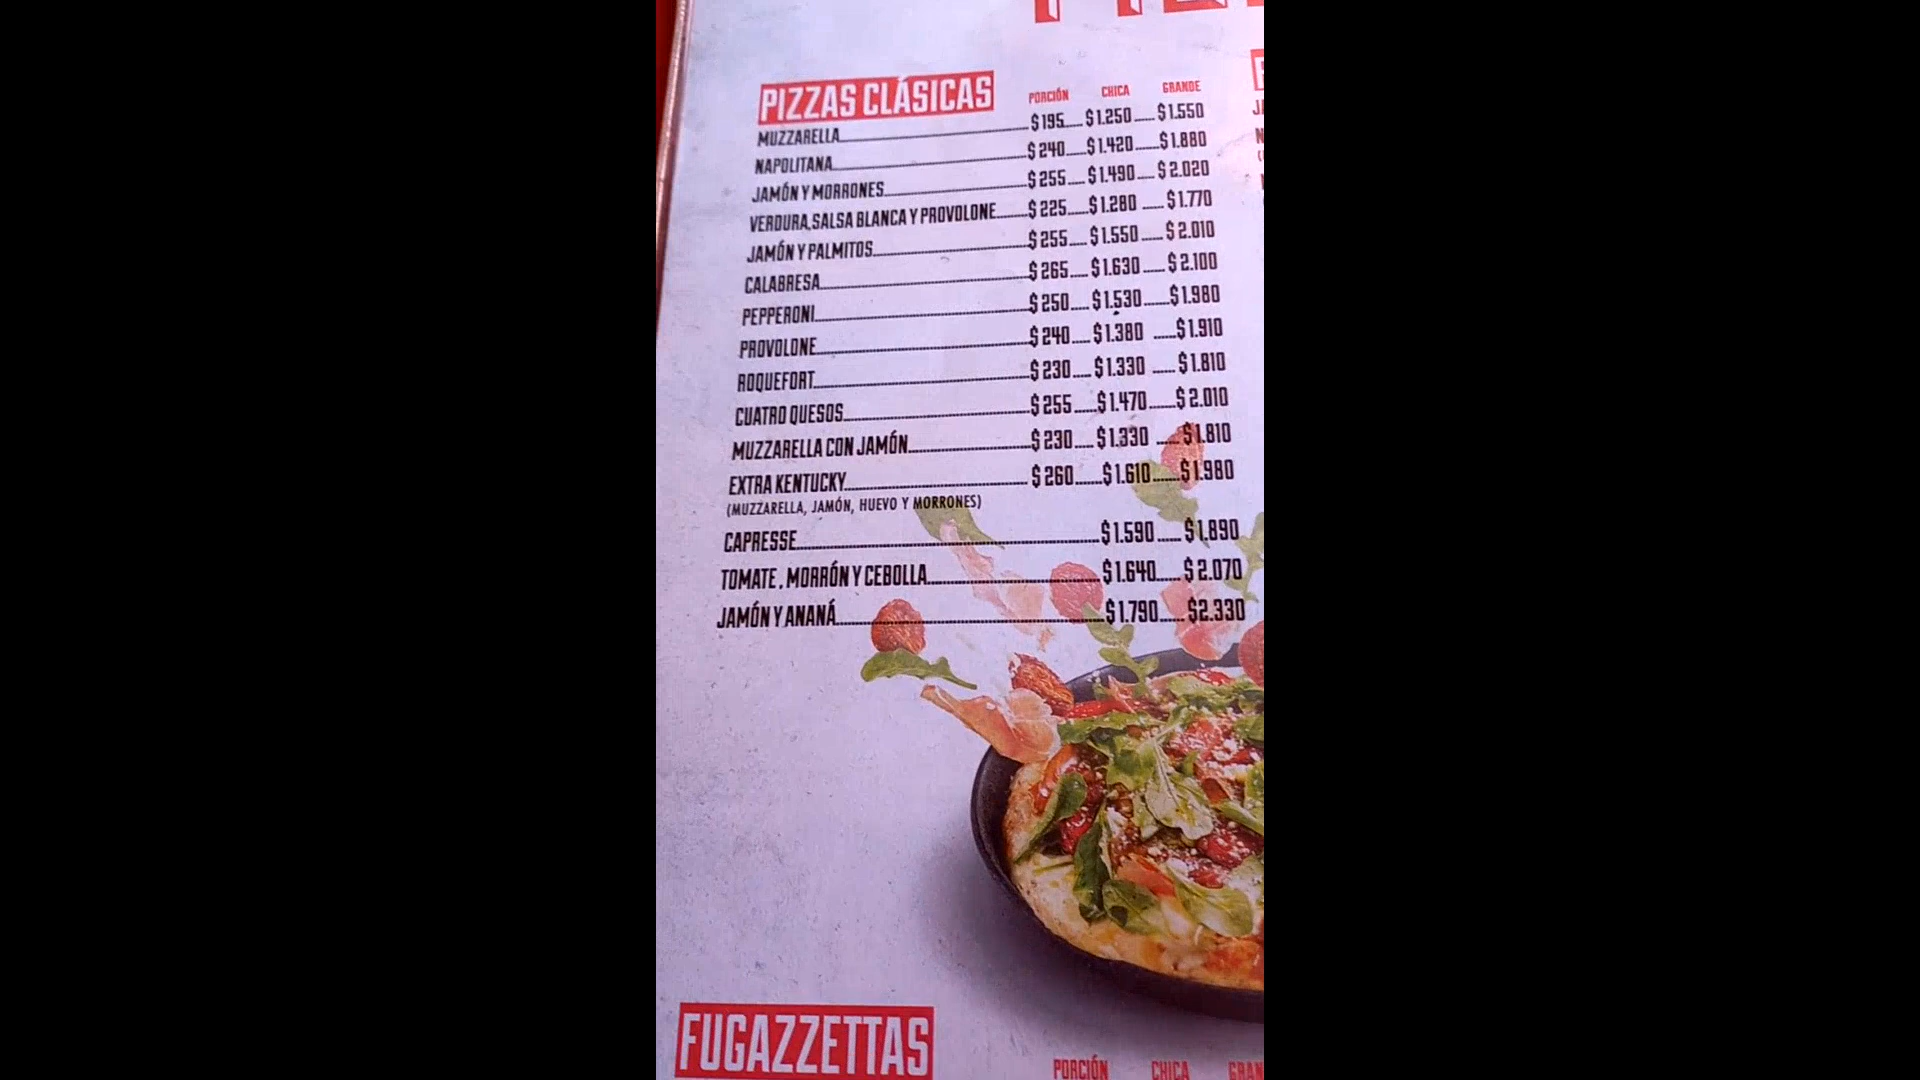 PIZZAS CLÁSICAS PORCIÓN CHICA GRANDE
MUZZARELLA $195 $1.250 $1.550
NAPOLITANA $240 $1.420 $1.880
JAMÓN Y MORRONES $255 $1.490 $2.020
VERDURA, SALSA BLANCA Y PROVOLONE $225 $1.280 $1.770
JAMÓN Y PALMITOS $255 $1.550 $2.010
CALABRESA $265 $1.630 $2.100
PEPPERONI $250 $1.530 $1.980
PROVOLONE $240 $1.380 $1.910
ROQUEFORT $230 $1.330 $1.810
CUATRO QUESOS $255 $1.470 $2.010
MUZZARELLA CON JAMÓN $230 $1.330 $1.810
EXTRA KENTUCKY $260 $1.610 $1.980
(MUZZARELLA, JAMÓN, HUEVO Y MORRONES)
CAPRESSE $1.590 $1.890
TOMATE, MORRÓN Y CEBOLLA $1.640 $2.070
JAMÓN Y ANANÁ $1.790 $2.330
FUGAZZETTAS PORCIÓN CHICA